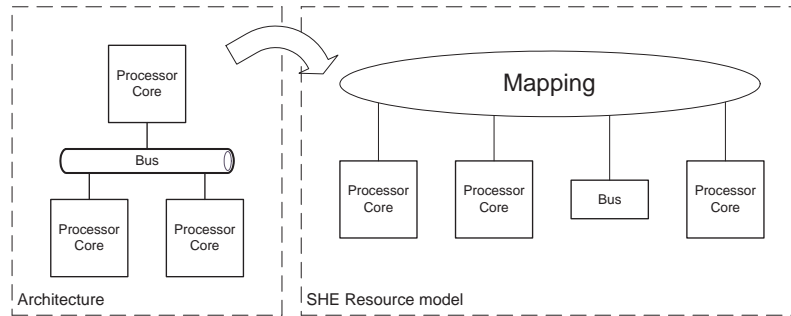 Processor
Core
Bus
Processor
Core
Processor
Core
Architecture
Mapping
Processor
Core
Processor
Core
Bus
Processor
Core
SHE Resource model